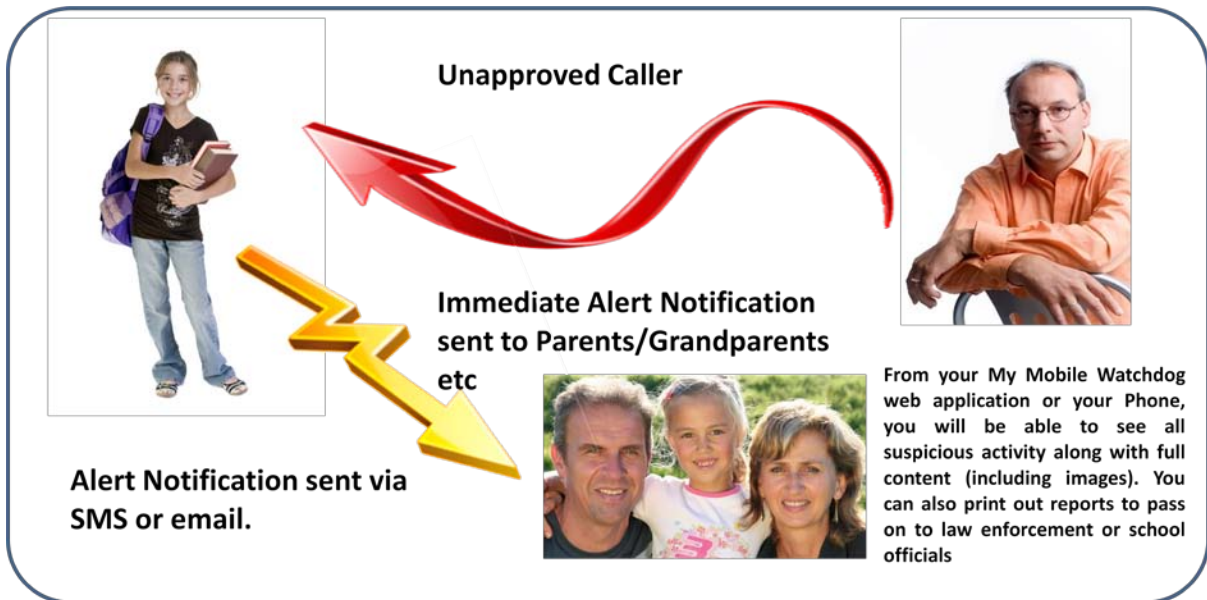 Unapproved Caller
Immediate Alert Notification
sent to Parents/Grandparents
etc
Alert Notification sent via
SMS or email.
From your My Mobile Watchdog
web application or your Phone,
you will be able to see all
suspicious activity along with full
content (including images). You
can also print out reports to pass
on to law enforcement or school
officials